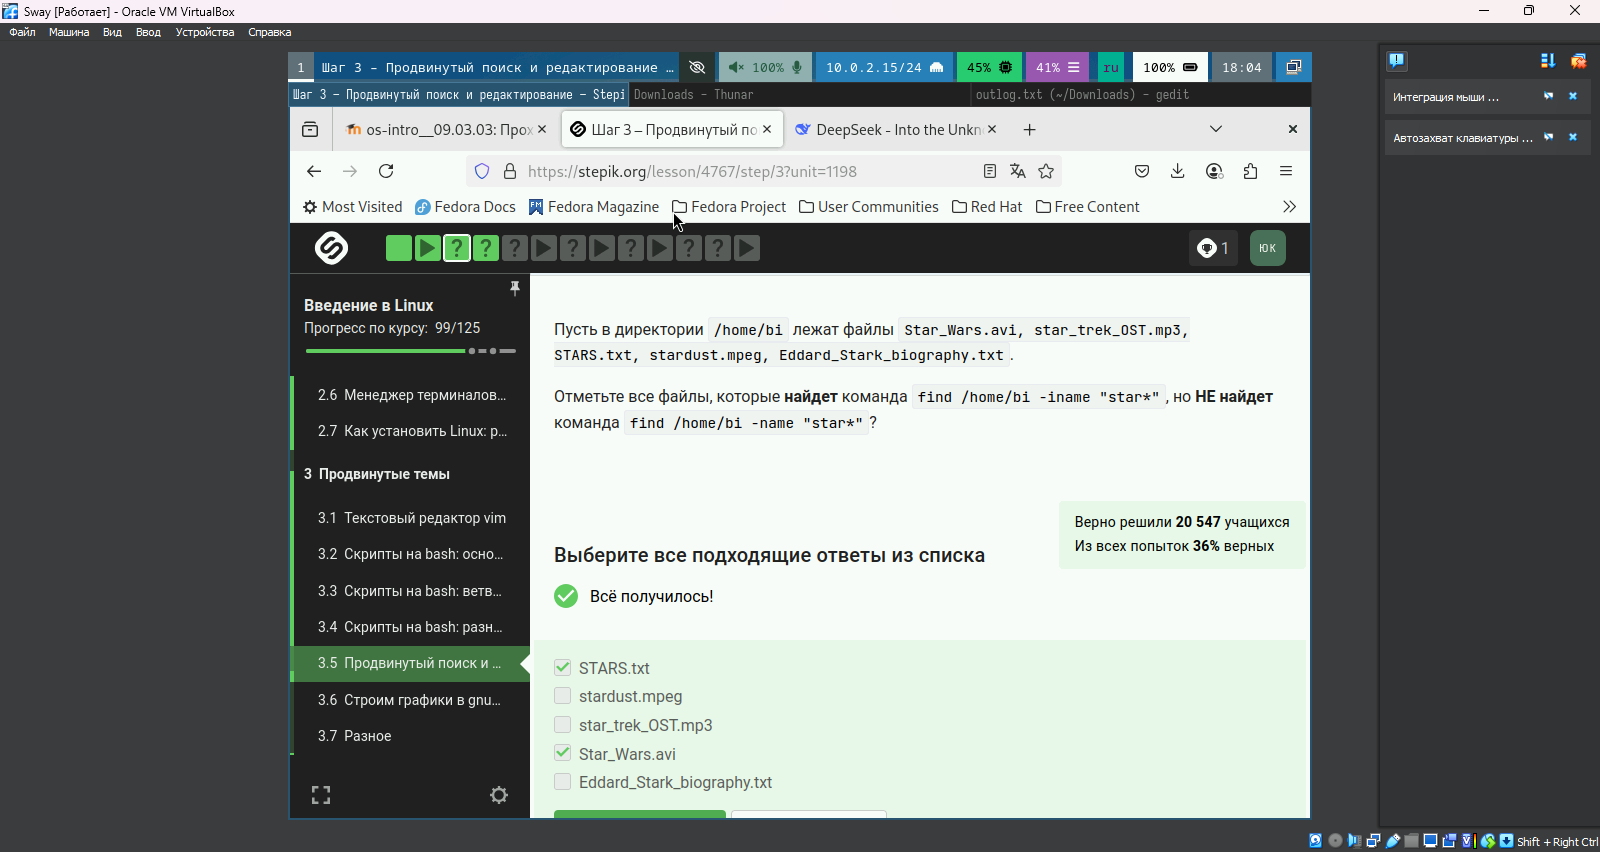 Sway [Работает] - Oracle VM VirtualBox
Файл Машина Вид Ввод Устройства Справка
1 Шаг 3 – Продвинутый поиск и редактирование … 100% 10.0.2.15/24 45% 41% ru 100% 18:04
Шаг 3 – Продвинутый поиск и редактирование – Stepi Downloads – Thunar outlog.txt (~/Downloads) – gedit
os-intro__09.03.03: Прох Шаг 3 – Продвинутый по DeepSeek - Into the Unkn
https://stepik.org/lesson/4767/step/3?unit=1198
Most Visited Fedora Docs Fedora Magazine Fedora Project User Communities Red Hat Free Content
1 ЮК
Введение в Linux
Прогресс по курсу: 99/125
2.6 Менеджер терминалов...
2.7 Как установить Linux: р...
3 Продвинутые темы
3.1 Текстовый редактор vim
3.2 Скрипты на bash: осно...
3.3 Скрипты на bash: ветв...
3.4 Скрипты на bash: разн...
3.5 Продвинутый поиск и ...
3.6 Строим графики в gnu...
3.7 Разное
Пусть в директории /home/bi лежат файлы Star_Wars.avi, star_trek_OST.mp3,
STARS.txt, stardust.mpeg, Eddard_Stark_biography.txt.
Отметьте все файлы, которые найдет команда find /home/bi -iname "star*", но НЕ найдет
команда find /home/bi -name "star*"?
Верно решили 20 547 учащихся
Из всех попыток 36% верных
Выберите все подходящие ответы из списка
Всё получилось!
STARS.txt
stardust.mpeg
star_trek_OST.mp3
Star_Wars.avi
Eddard_Stark_biography.txt
Интеграция мыши ...
Автозахват клавиатуры ...
Shift + Right Ctrl